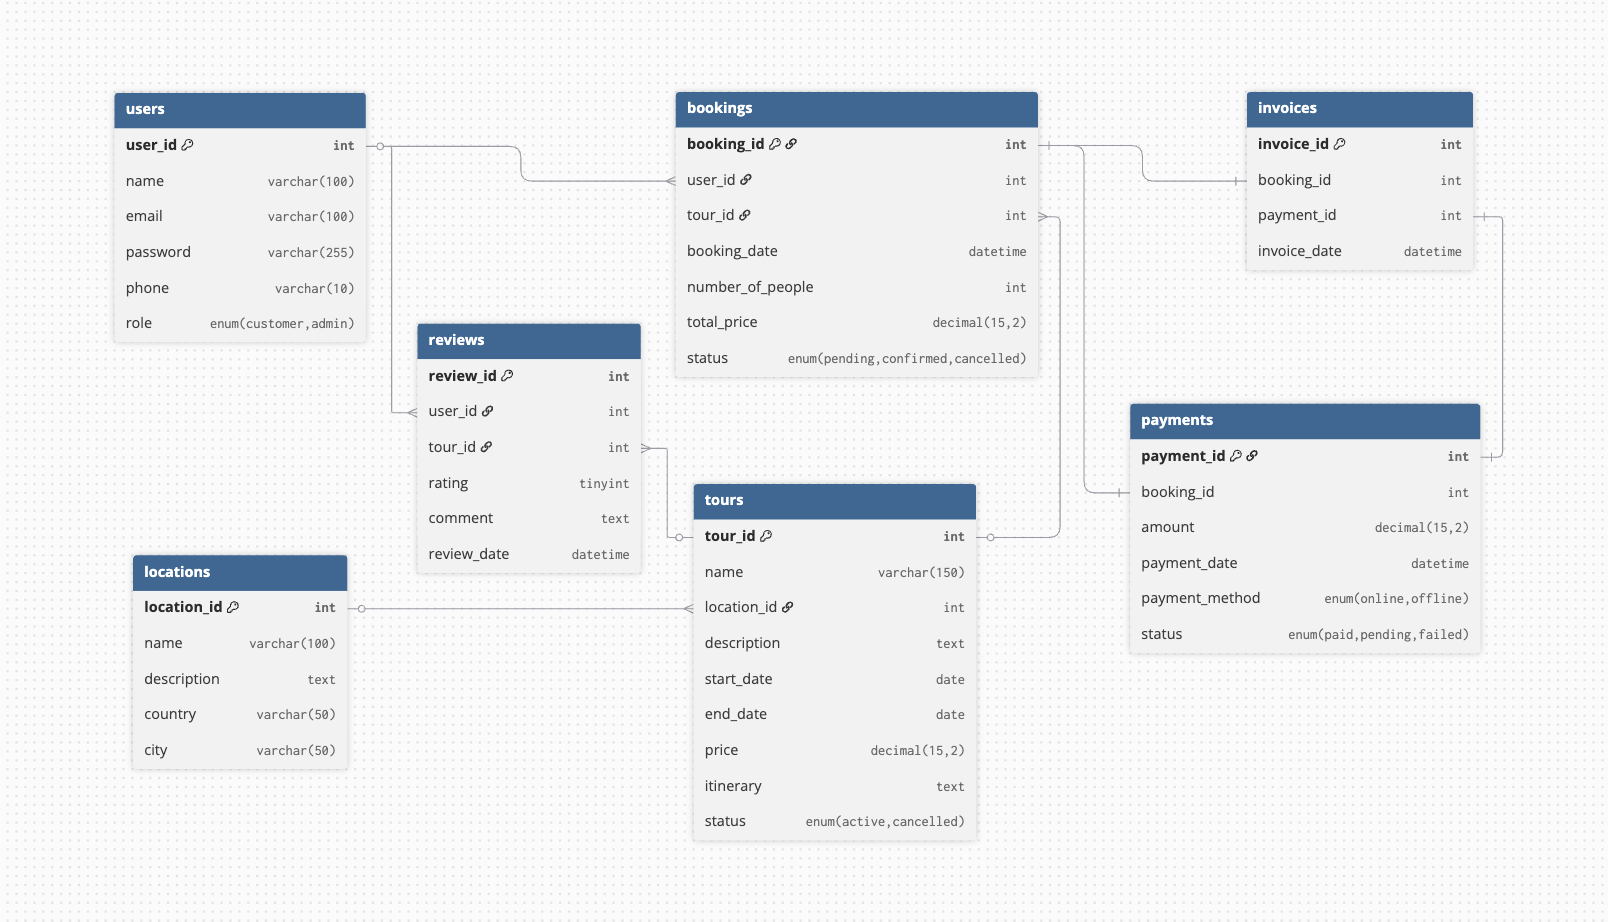 users
user_id int
name varchar(100)
email varchar(100)
password varchar(255)
phone varchar(10)
role enum(customer,admin)
bookings
booking_id int
user_id int
tour_id int
booking_date datetime
number_of_people int
total_price decimal(15,2)
status enum(pending,confirmed,cancelled)
invoices
invoice_id int
booking_id int
payment_id int
invoice_date datetime
reviews
review_id int
user_id int
tour_id int
rating tinyint
comment text
review_date datetime
payments
payment_id int
booking_id int
amount decimal(15,2)
payment_date datetime
payment_method enum(online,offline)
status enum(paid,pending,failed)
tours
tour_id int
name varchar(150)
location_id int
description text
start_date date
end_date date
price decimal(15,2)
itinerary text
status enum(active,cancelled)
locations
location_id int
name varchar(100)
description text
country varchar(50)
city varchar(50)